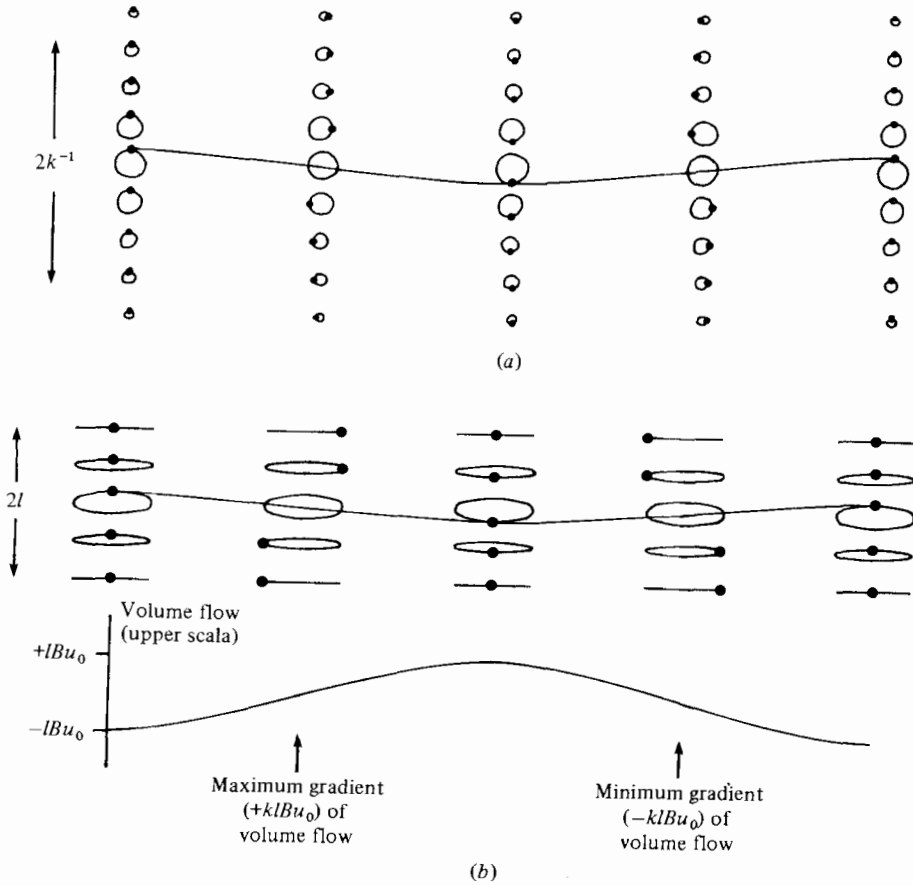 2k⁻¹
(a)
2l
Volume flow
(upper scala)
+lBu₀
−lBu₀
Maximum gradient
(+klBu₀) of
volume flow
Minimum gradient
(−klBu₀) of
volume flow
(b)